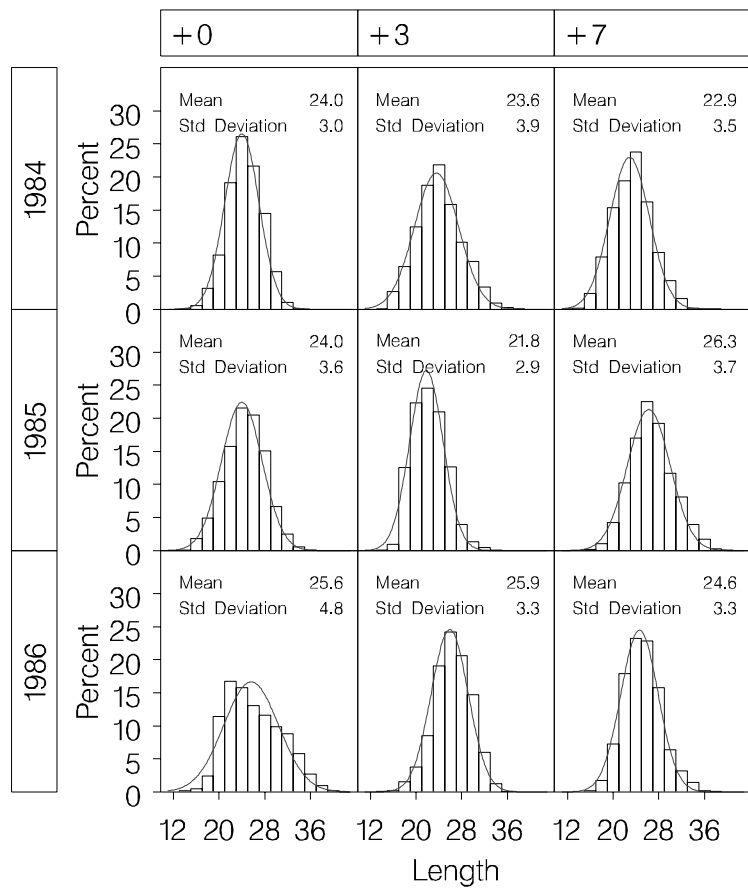 +0 +3 +7
1984
Percent
30
25
20
15
10
5
0
Mean 24.0
Std Deviation 3.0
Mean 23.6
Std Deviation 3.9
Mean 22.9
Std Deviation 3.5
1985
Percent
30
25
20
15
10
5
0
Mean 24.0
Std Deviation 3.6
Mean 21.8
Std Deviation 2.9
Mean 26.3
Std Deviation 3.7
1986
Percent
30
25
20
15
10
5
0
Mean 25.6
Std Deviation 4.8
Mean 25.9
Std Deviation 3.3
Mean 24.6
Std Deviation 3.3
12 20 28 36 12 20 28 36 12 20 28 36
Length